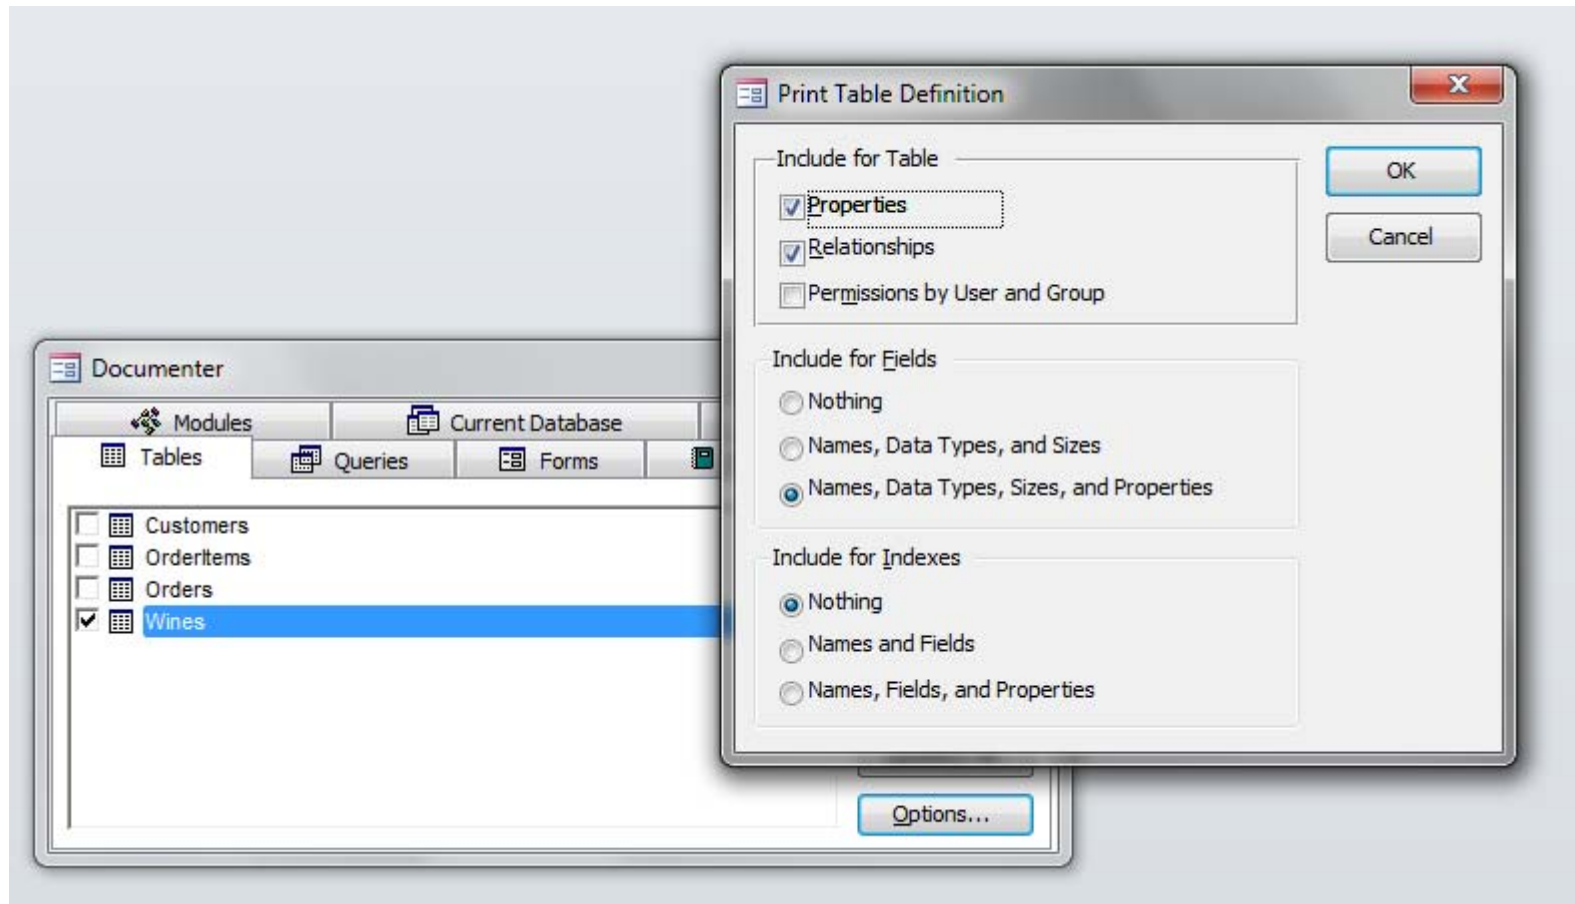 Print Table Definition
X
Include for Table
OK
Properties
Relationships
Cancel
Permissions by User and Group
Include for Fields
Nothing
Names, Data Types, and Sizes
Names, Data Types, Sizes, and Properties
Include for Indexes
Nothing
Names and Fields
Names, Fields, and Properties
Documenter
Modules
Current Database
Tables
Queries
Forms
Customers
OrderItems
Orders
Wines
Options...